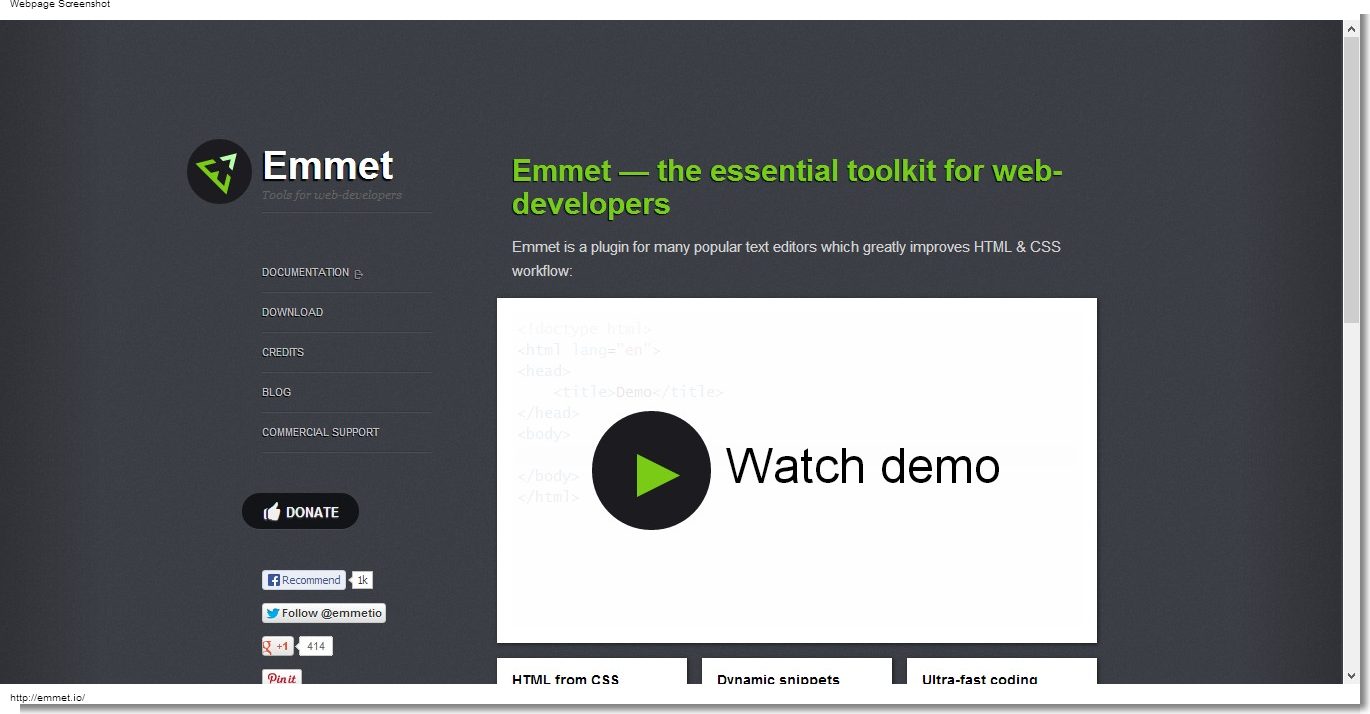 Webpage Screenshot
Emmet
Tools for web-developers
DOCUMENTATION
DOWNLOAD
CREDITS
BLOG
COMMERCIAL SUPPORT
DONATE
Recommend 1k
Follow @emmetio
+1 414
Pin it
Emmet — the essential toolkit for web-
developers
Emmet is a plugin for many popular text editors which greatly improves HTML & CSS
workflow:
<!doctype html>
<html lang="en">
<head>
<title>Demo</title>
</head>
<body>
</body>
</html>
Watch demo
HTML from CSS
Dynamic snippets
Ultra-fast coding
http://emmet.io/